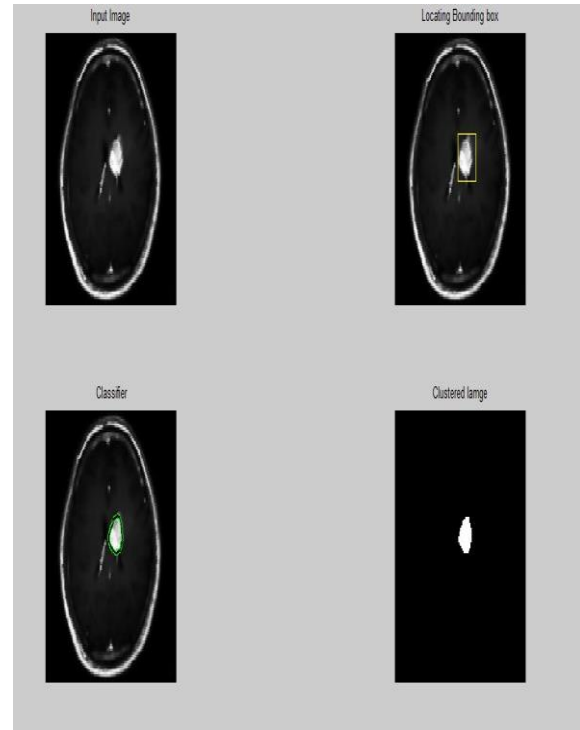 Input Image
Locating Bounding box
Classifier
Clustered Iamge